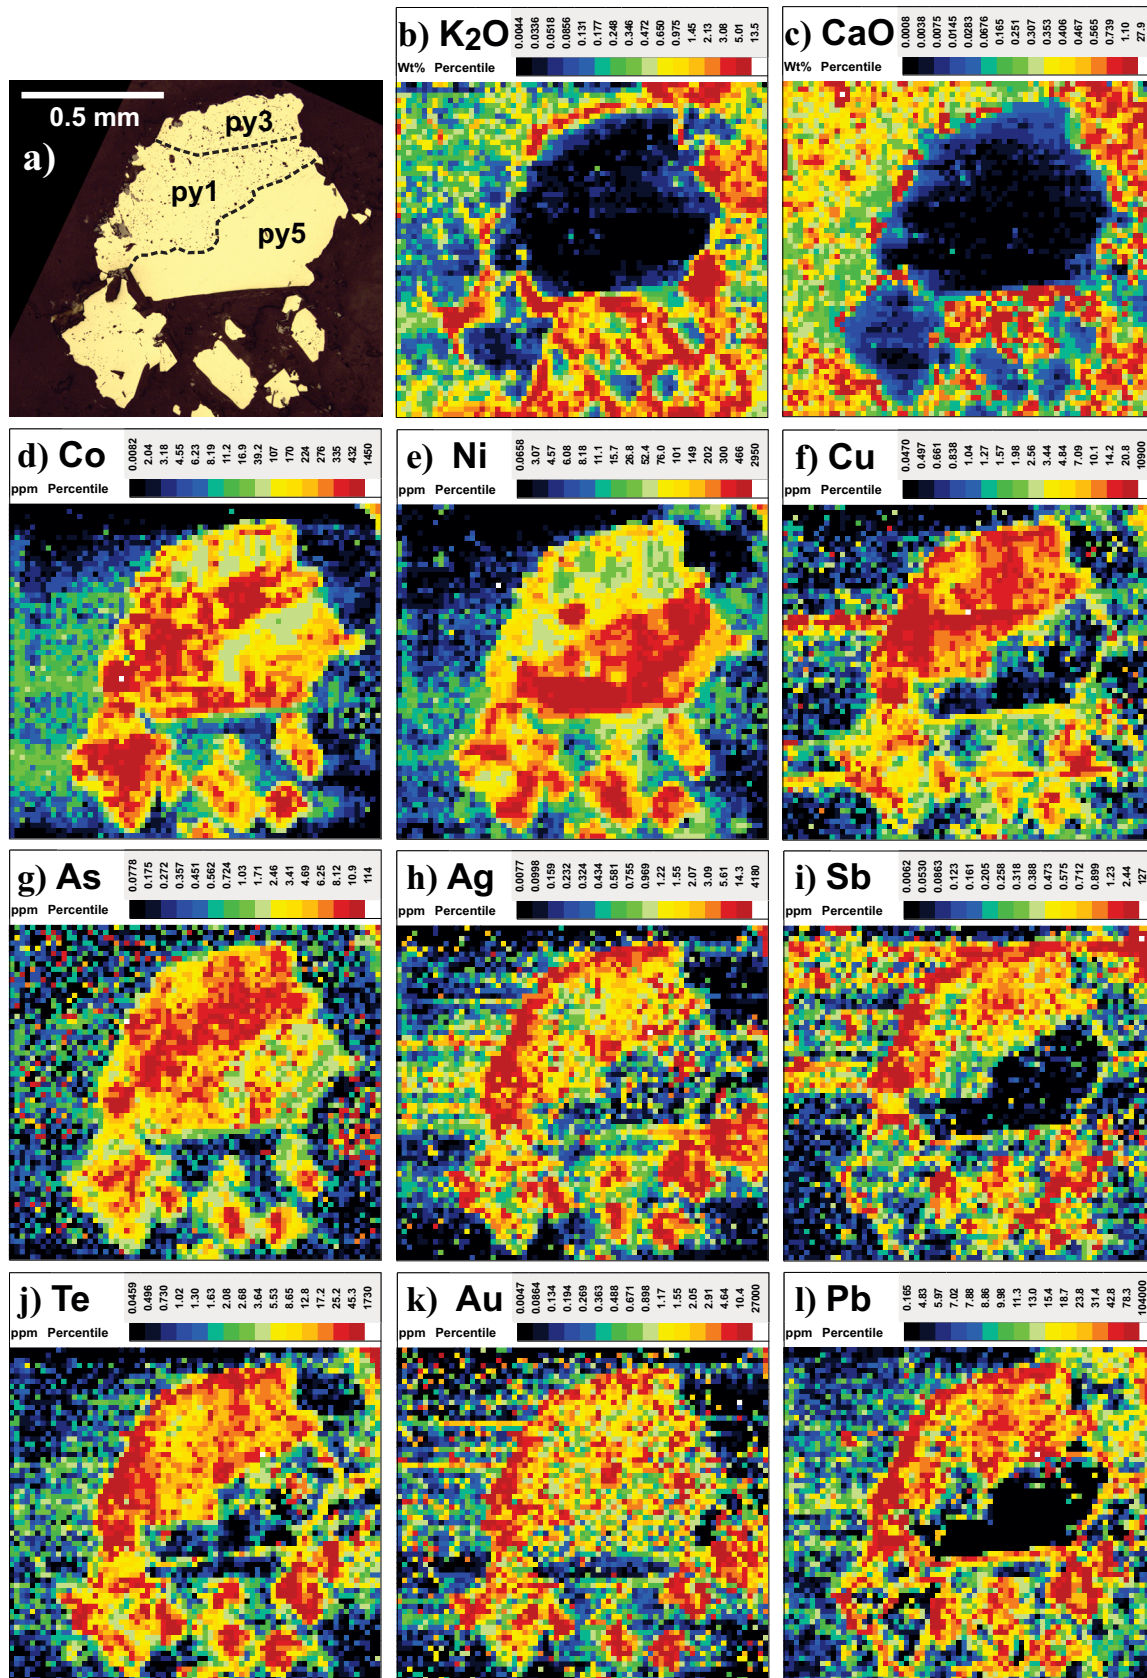 a)
0.5 mm
py3
py1
py5
b) K2O
0.0044 0.0336 0.0518 0.0856 0.131 0.177 0.248 0.346 0.472 0.650 0.975 1.45 2.13 3.08 5.01 13.5
Wt% Percentile
c) CaO
0.0008 0.0038 0.0075 0.0145 0.0283 0.0676 0.165 0.251 0.307 0.353 0.406 0.467 0.565 0.739 1.10 27.9
Wt% Percentile
d) Co
0.0082 2.04 3.18 4.55 6.23 8.19 11.2 16.9 39.2 107 170 224 276 335 432 1450
ppm Percentile
e) Ni
0.0658 3.07 4.57 6.08 8.18 11.1 15.7 26.8 52.4 76.0 101 149 202 300 466 2950
ppm Percentile
f) Cu
0.0470 0.497 0.661 0.838 1.04 1.27 1.57 1.98 2.56 3.44 4.84 7.09 10.1 14.2 20.8 10900
ppm Percentile
g) As
0.0778 0.175 0.272 0.357 0.451 0.562 0.724 1.03 1.71 2.46 3.41 4.69 6.25 8.12 10.9 114
ppm Percentile
h) Ag
0.0077 0.0998 0.159 0.232 0.324 0.434 0.581 0.755 0.969 1.22 1.55 2.07 3.09 5.61 14.3 4180
ppm Percentile
i) Sb
0.0062 0.0530 0.0863 0.123 0.161 0.205 0.258 0.318 0.388 0.473 0.575 0.712 0.899 1.23 2.44 127
ppm Percentile
j) Te
0.0459 0.496 0.730 1.02 1.30 1.63 2.08 2.68 3.64 5.53 8.65 12.8 17.2 25.2 45.3 1730
ppm Percentile
k) Au
0.0047 0.0864 0.134 0.194 0.269 0.363 0.488 0.671 0.898 1.17 1.55 2.05 2.91 4.64 10.4 27000
ppm Percentile
l) Pb
0.165 4.83 5.97 7.02 7.88 8.86 9.98 11.3 13.0 15.4 18.7 23.8 31.4 42.8 78.3 104000
ppm Percentile